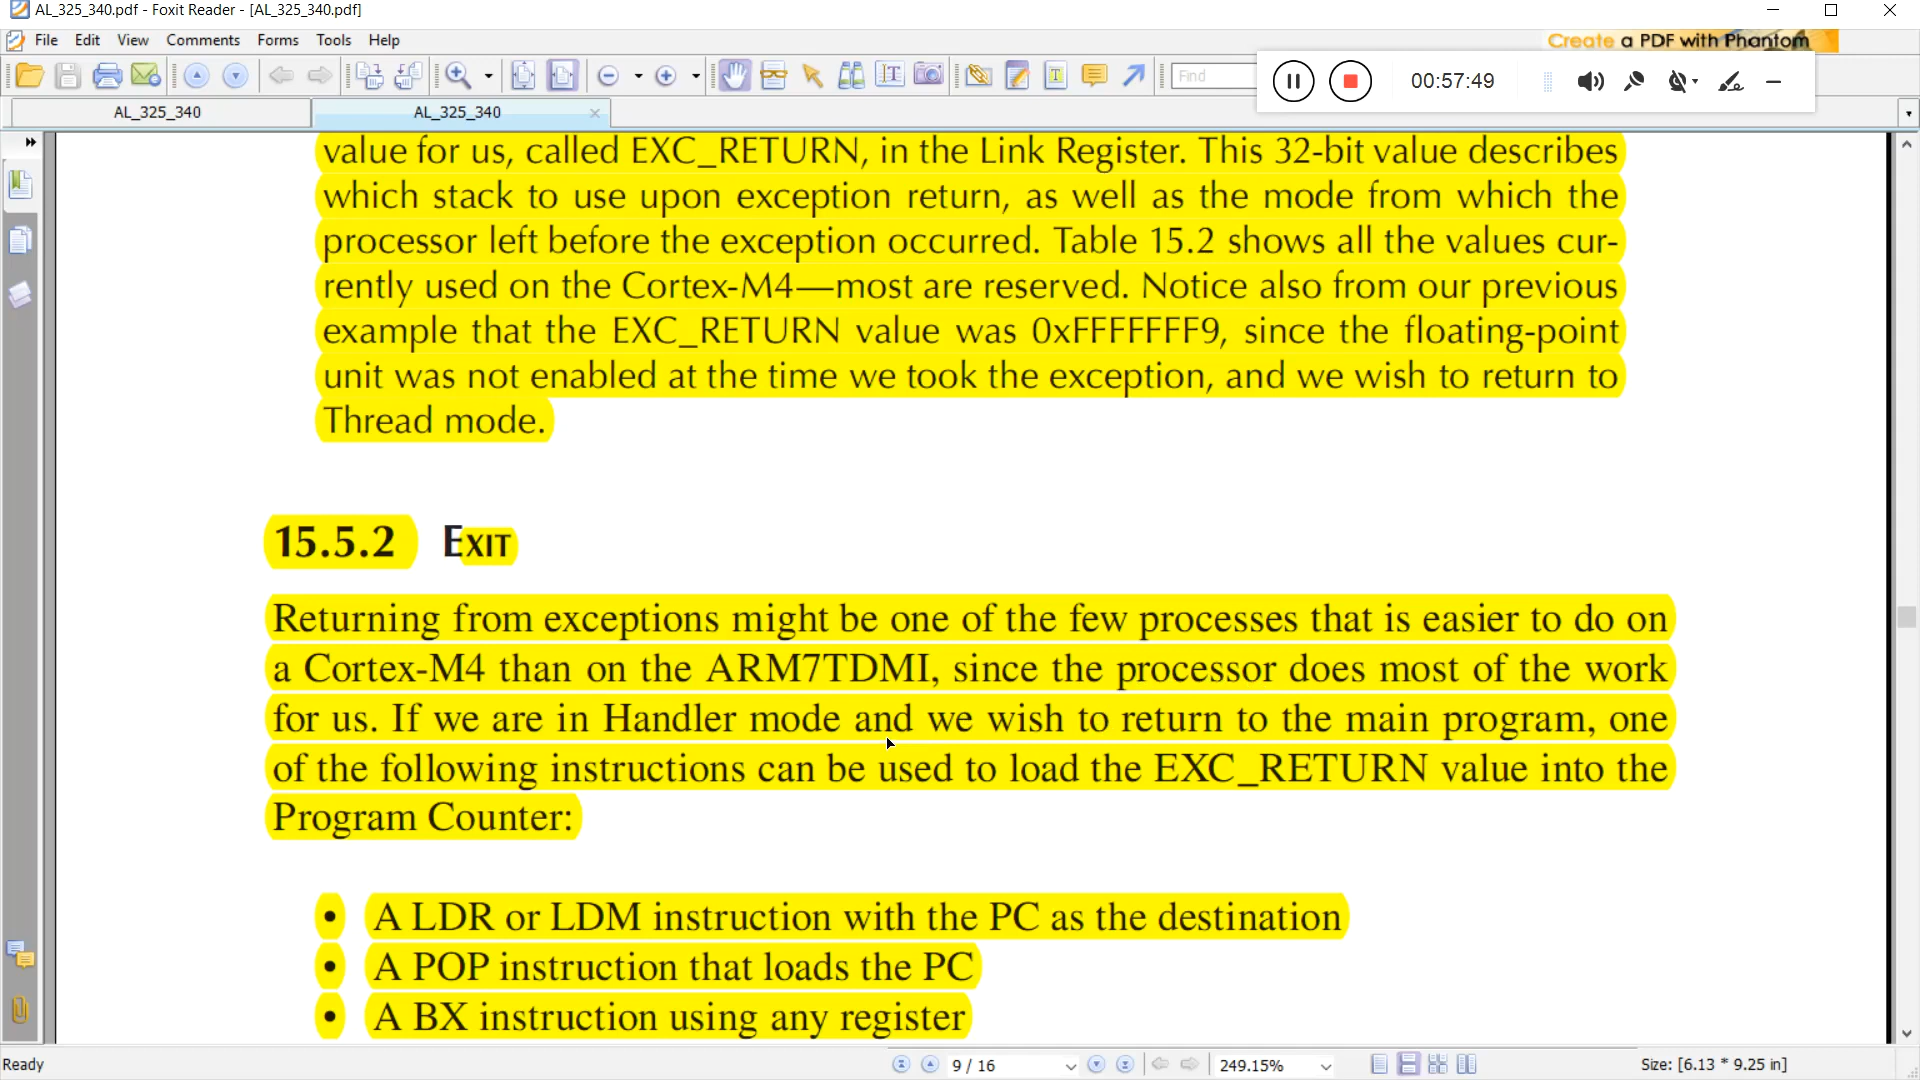 AL_325_340.pdf - Foxit Reader - [AL_325_340.pdf]
File Edit View Comments Forms Tools Help
Create a PDF with Phantom
Find
00:57:49
AL_325_340 AL_325_340
value for us, called EXC_RETURN, in the Link Register. This 32-bit value describes
which stack to use upon exception return, as well as the mode from which the
processor left before the exception occurred. Table 15.2 shows all the values cur-
rently used on the Cortex-M4—most are reserved. Notice also from our previous
example that the EXC_RETURN value was 0xFFFFFFF9, since the floating-point
unit was not enabled at the time we took the exception, and we wish to return to
Thread mode.
15.5.2 Exit
Returning from exceptions might be one of the few processes that is easier to do on
a Cortex-M4 than on the ARM7TDMI, since the processor does most of the work
for us. If we are in Handler mode and we wish to return to the main program, one
of the following instructions can be used to load the EXC_RETURN value into the
Program Counter:
• A LDR or LDM instruction with the PC as the destination
• A POP instruction that loads the PC
• A BX instruction using any register
Ready
9 / 16
249.15%
Size: [6.13 * 9.25 in]